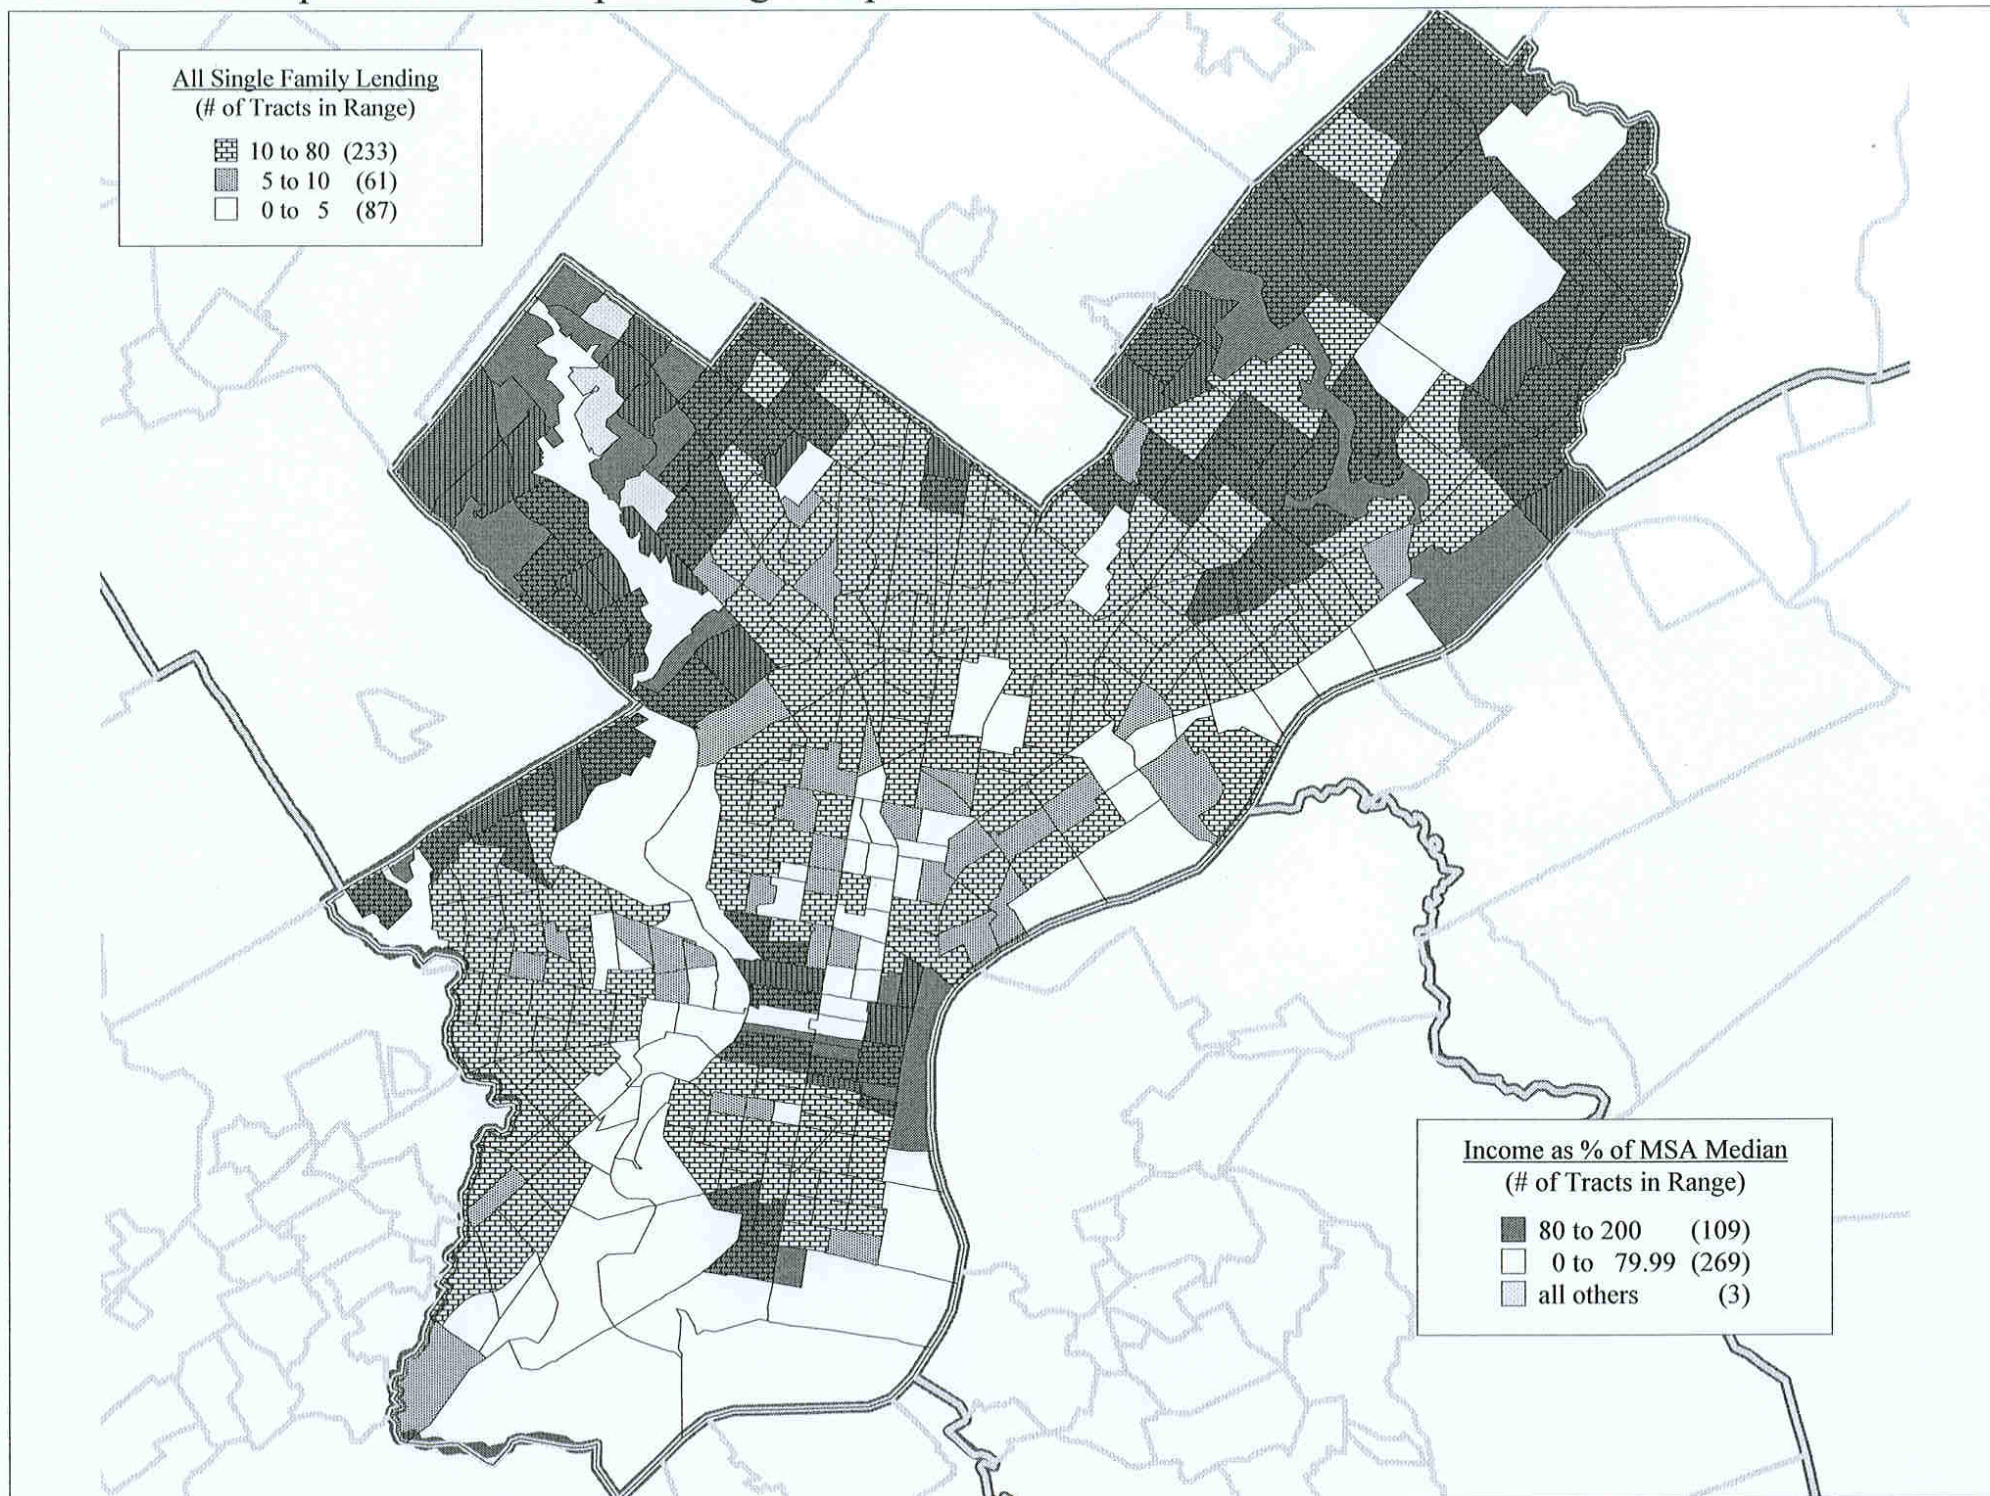 All Single Family Lending
(# of Tracts in Range)
10 to 80 (233)
5 to 10 (61)
0 to 5 (87)
Income as % of MSA Median
(# of Tracts in Range)
80 to 200 (109)
0 to 79.99 (269)
all others (3)